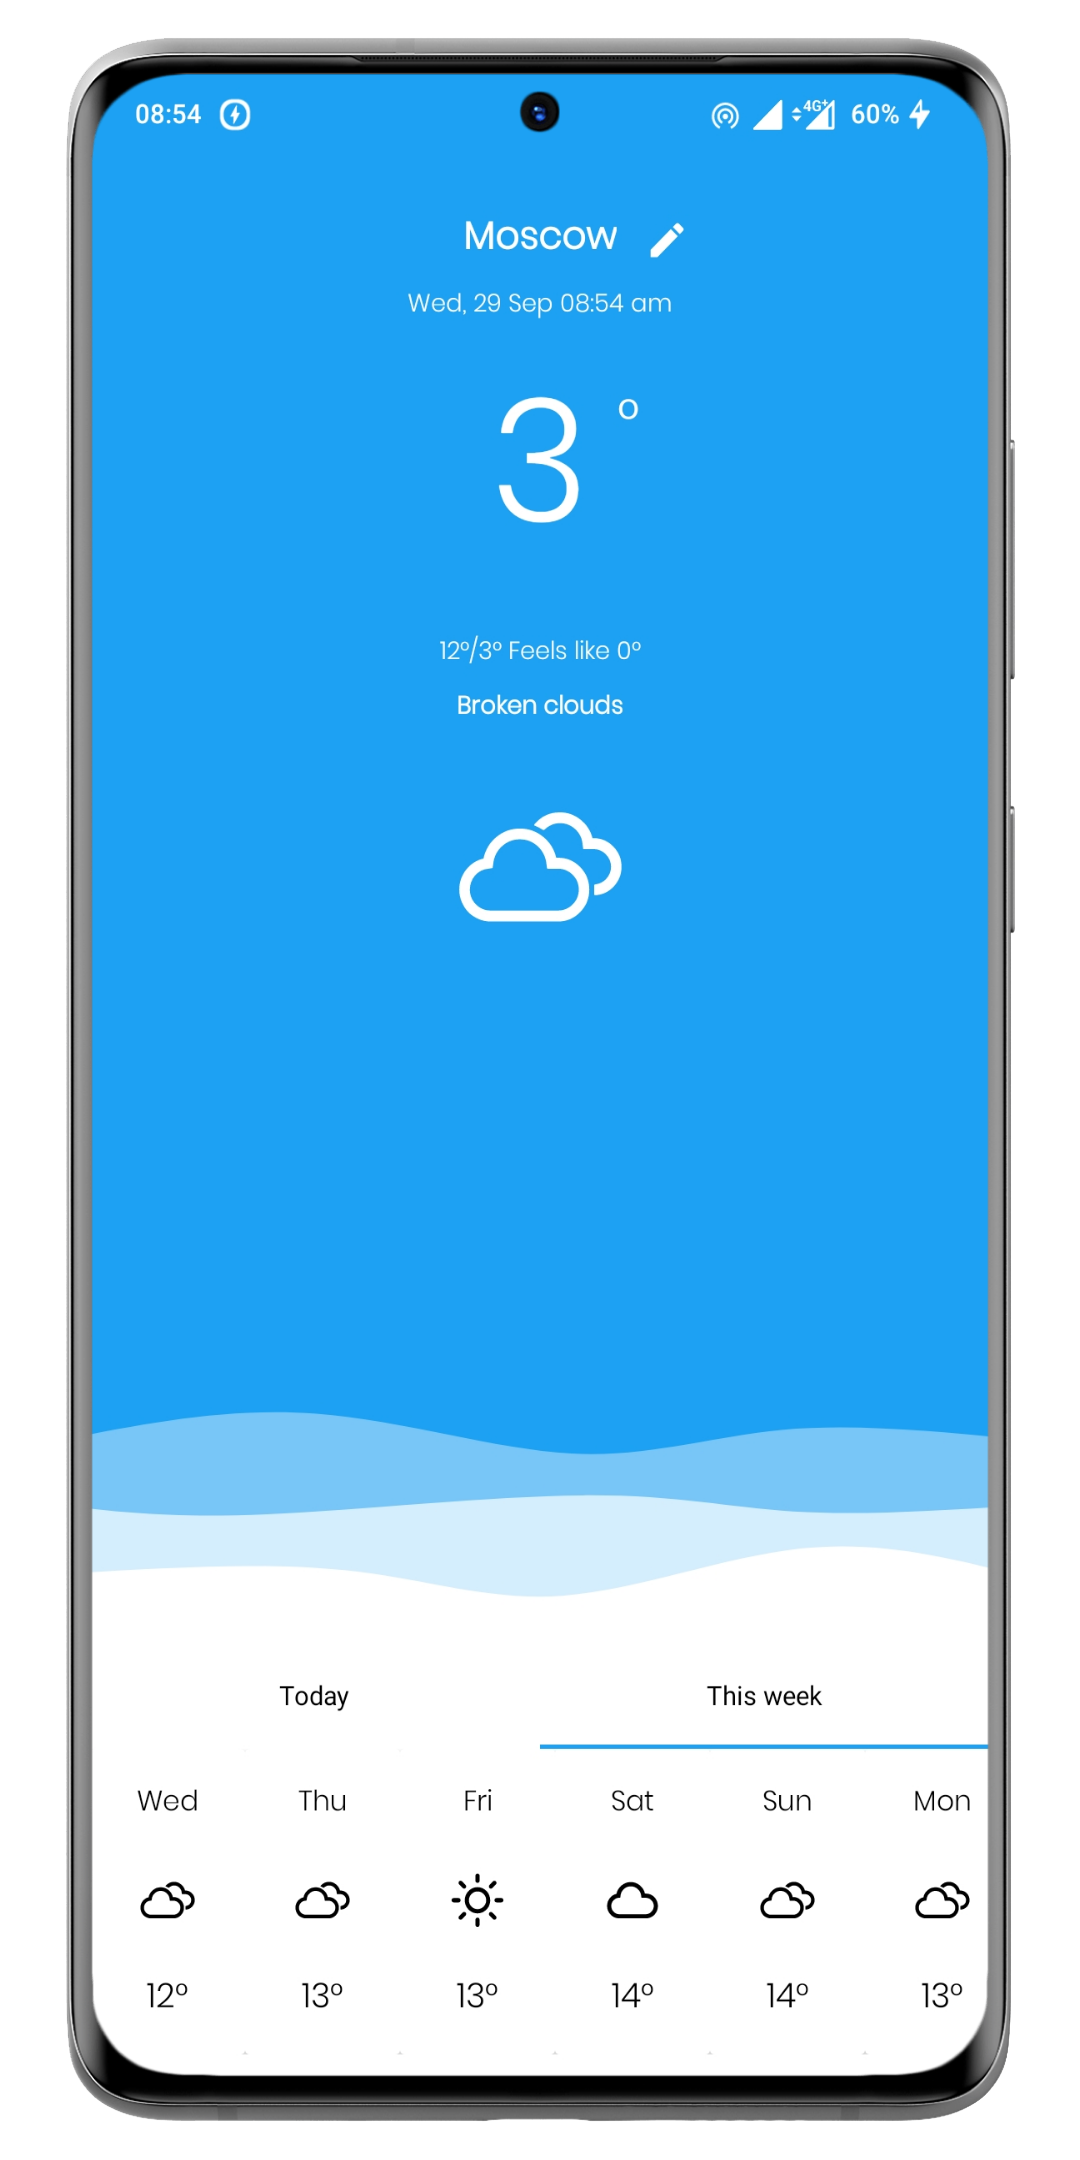 08:54 4G+ 60%
Moscow
Wed, 29 Sep 08:54 am
3°
12°/3° Feels like 0°
Broken clouds
Today This week
Wed Thu Fri Sat Sun Mon
12° 13° 13° 14° 14° 13°